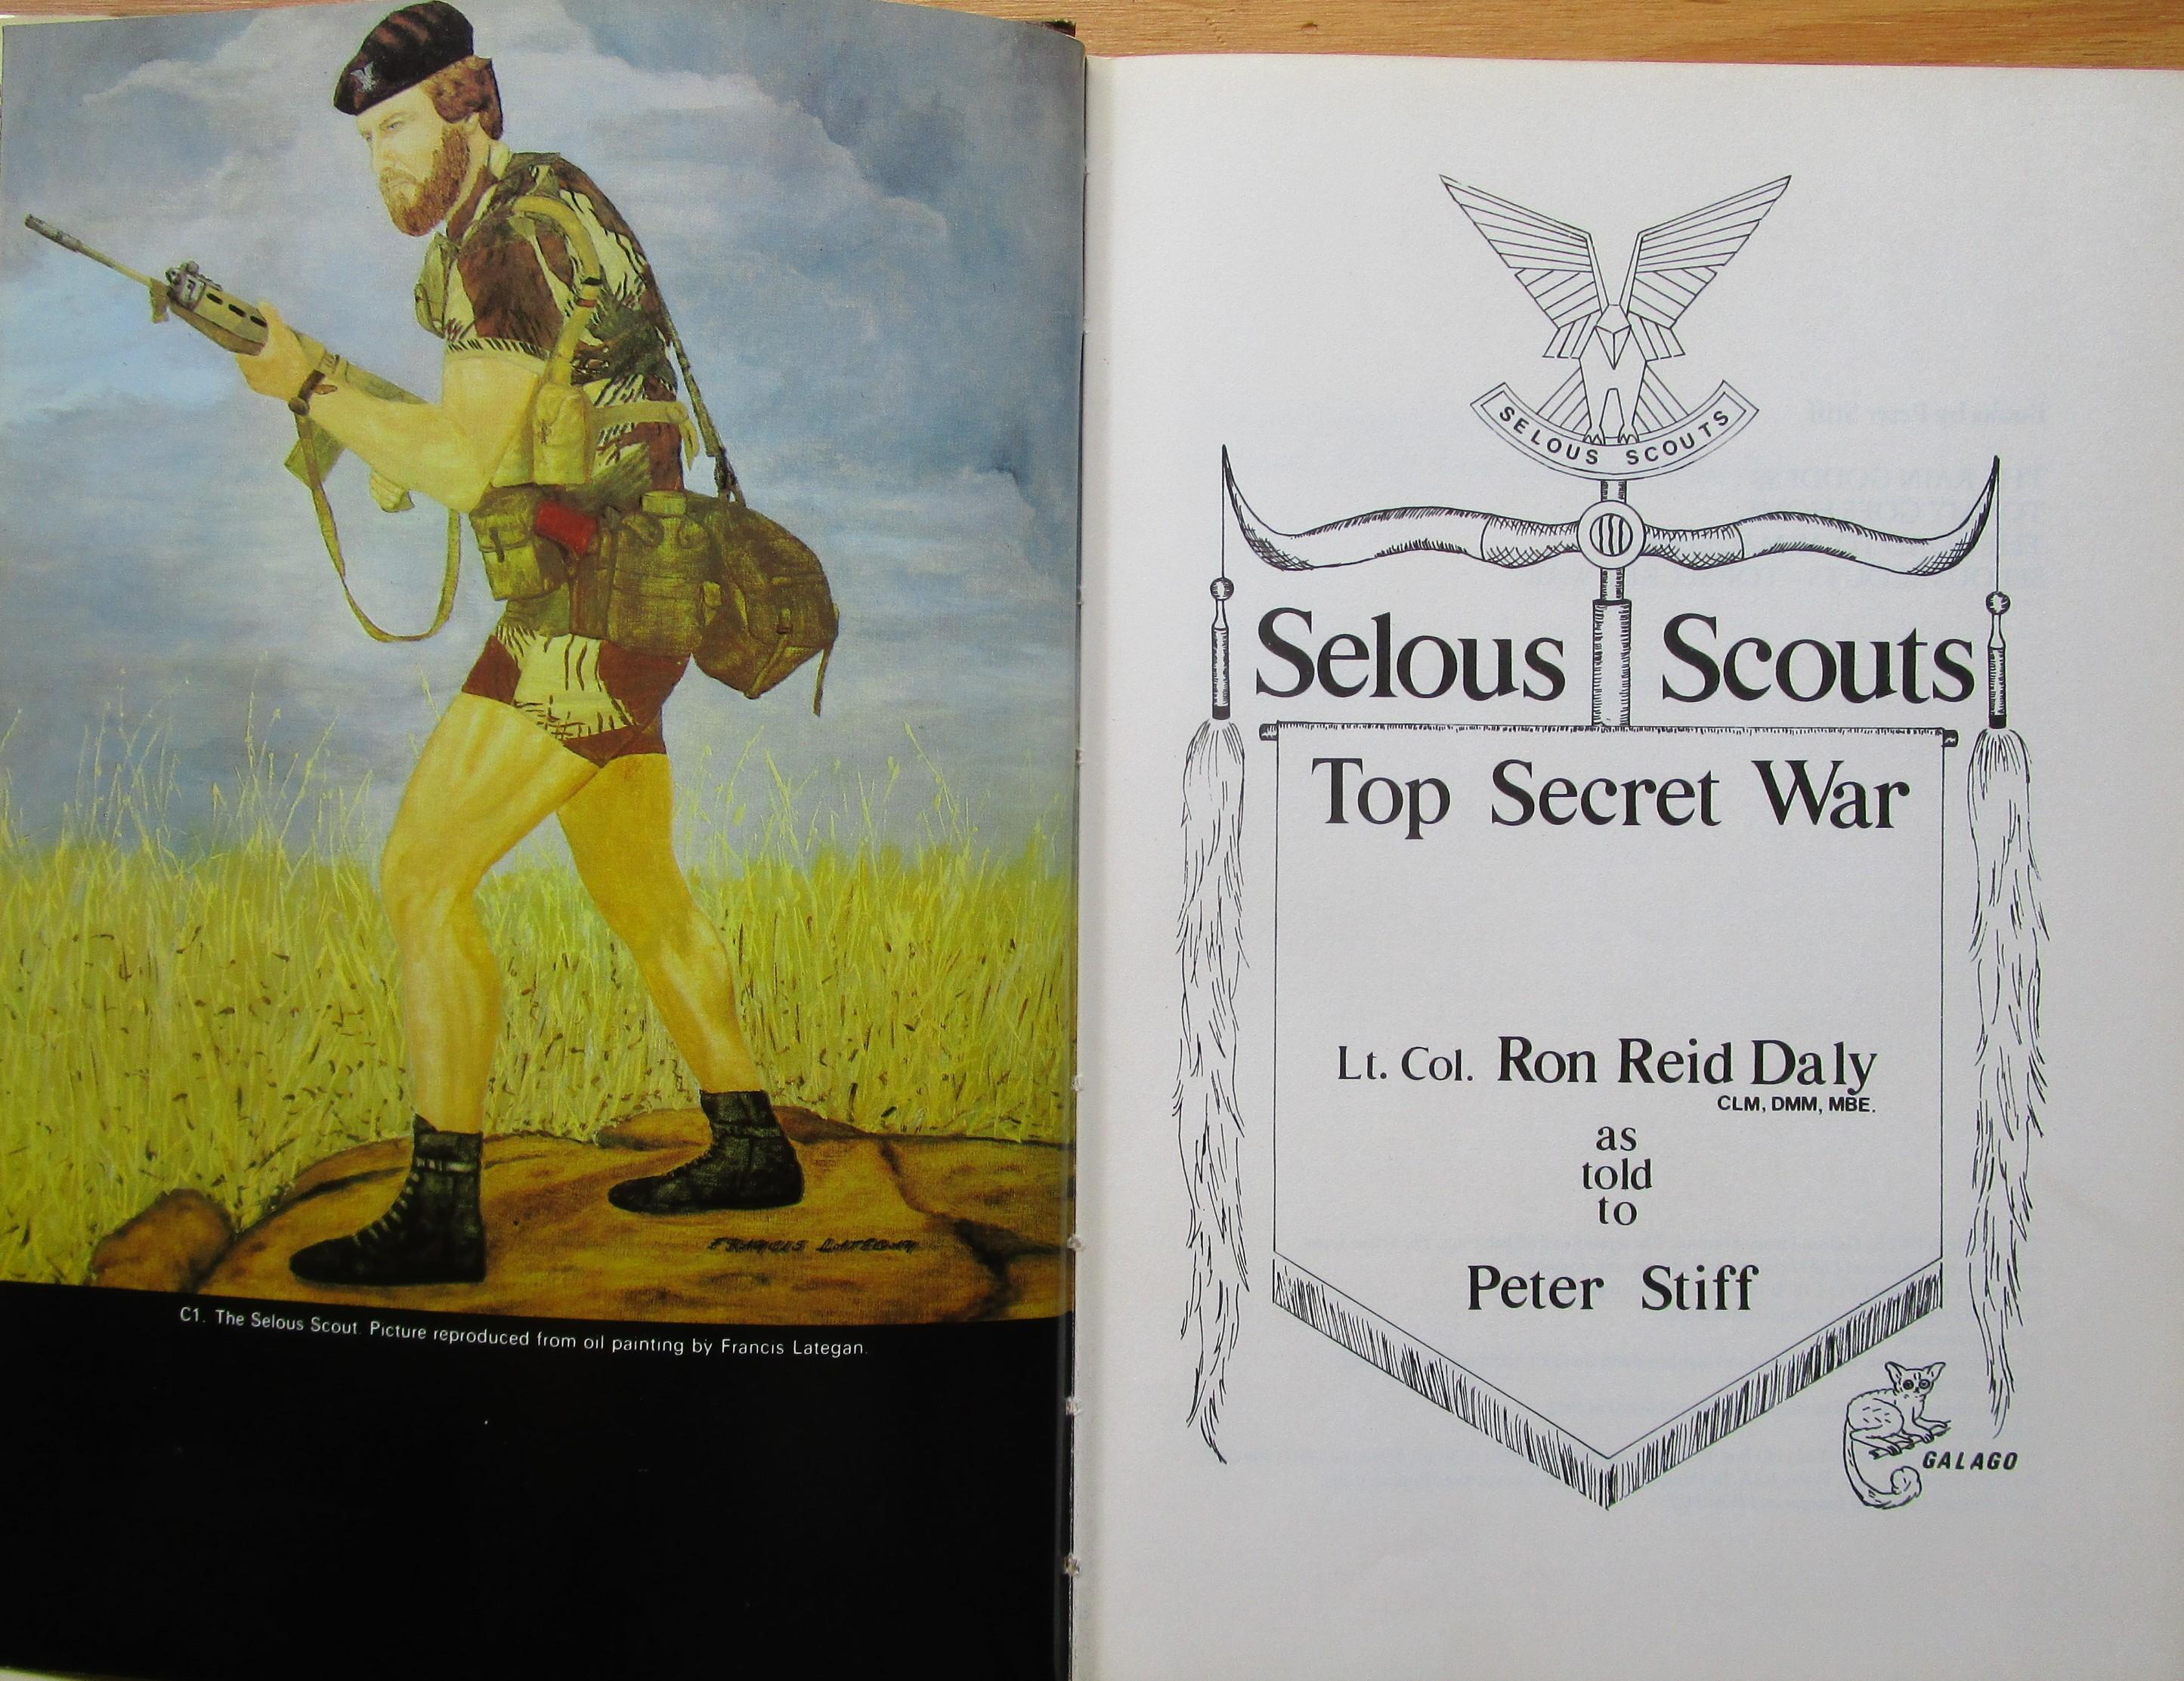 FRANCIS LATEGAN
C1. The Selous Scout. Picture reproduced from oil painting by Francis Lategan.
SELOUS SCOUTS
Selous Scouts
Top Secret War
Lt. Col. Ron Reid Daly
CLM, DMM, MBE.
as
told
to
Peter Stiff
GALAGO